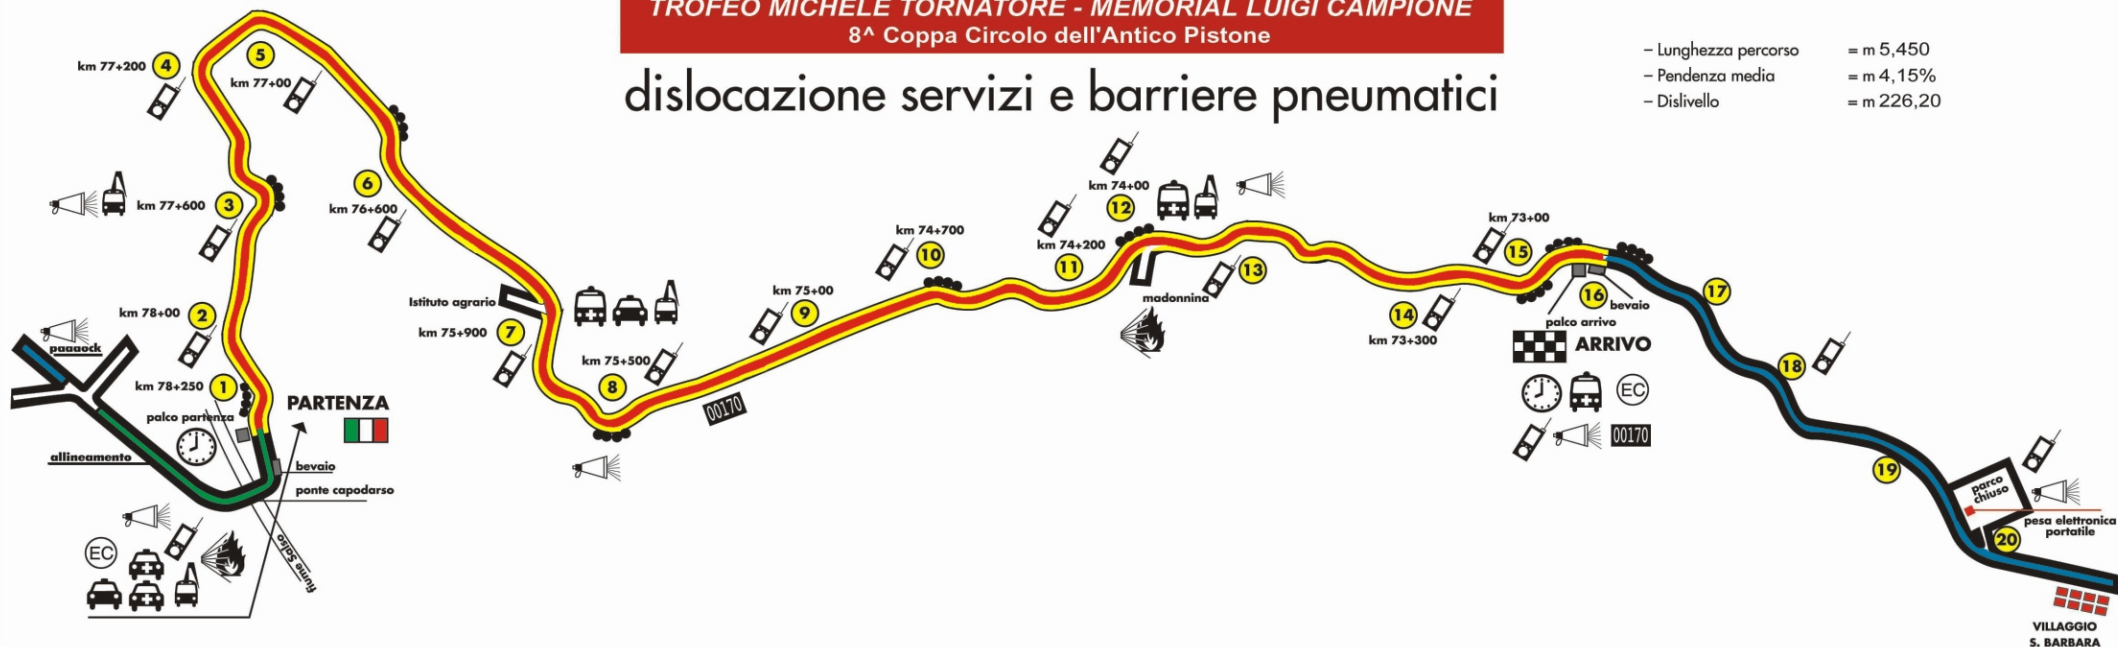 TROFEO MICHELE TORNATORE - MEMORIAL LUIGI CAMPIONE
8^ Coppa Circolo dell'Antico Pistone
dislocazione servizi e barriere pneumatici
– Lunghezza percorso = m 5,450
– Pendenza media = m 4,15%
– Dislivello = m 226,20
km 77+200 4
5
km 77+00
km 77+600 3
6
km 76+600
km 78+00 2
paaaock
km 78+250 1
palco partenza
PARTENZA
allineamento
bevaio
ponte capodarso
fiume Salso
EC
Istituto agrario
km 75+900 7
km 75+500
8
km 75+00
9
00170
km 74+700
10
km 74+200
11
km 74+00
12
madonnina
13
14
km 73+300
km 73+00
15
16
bevaio
palco arrivo
ARRIVO
EC
00170
17
18
19
parco
chiuso
pesa elettronica
portatile
20
VILLAGGIO
S. BARBARA